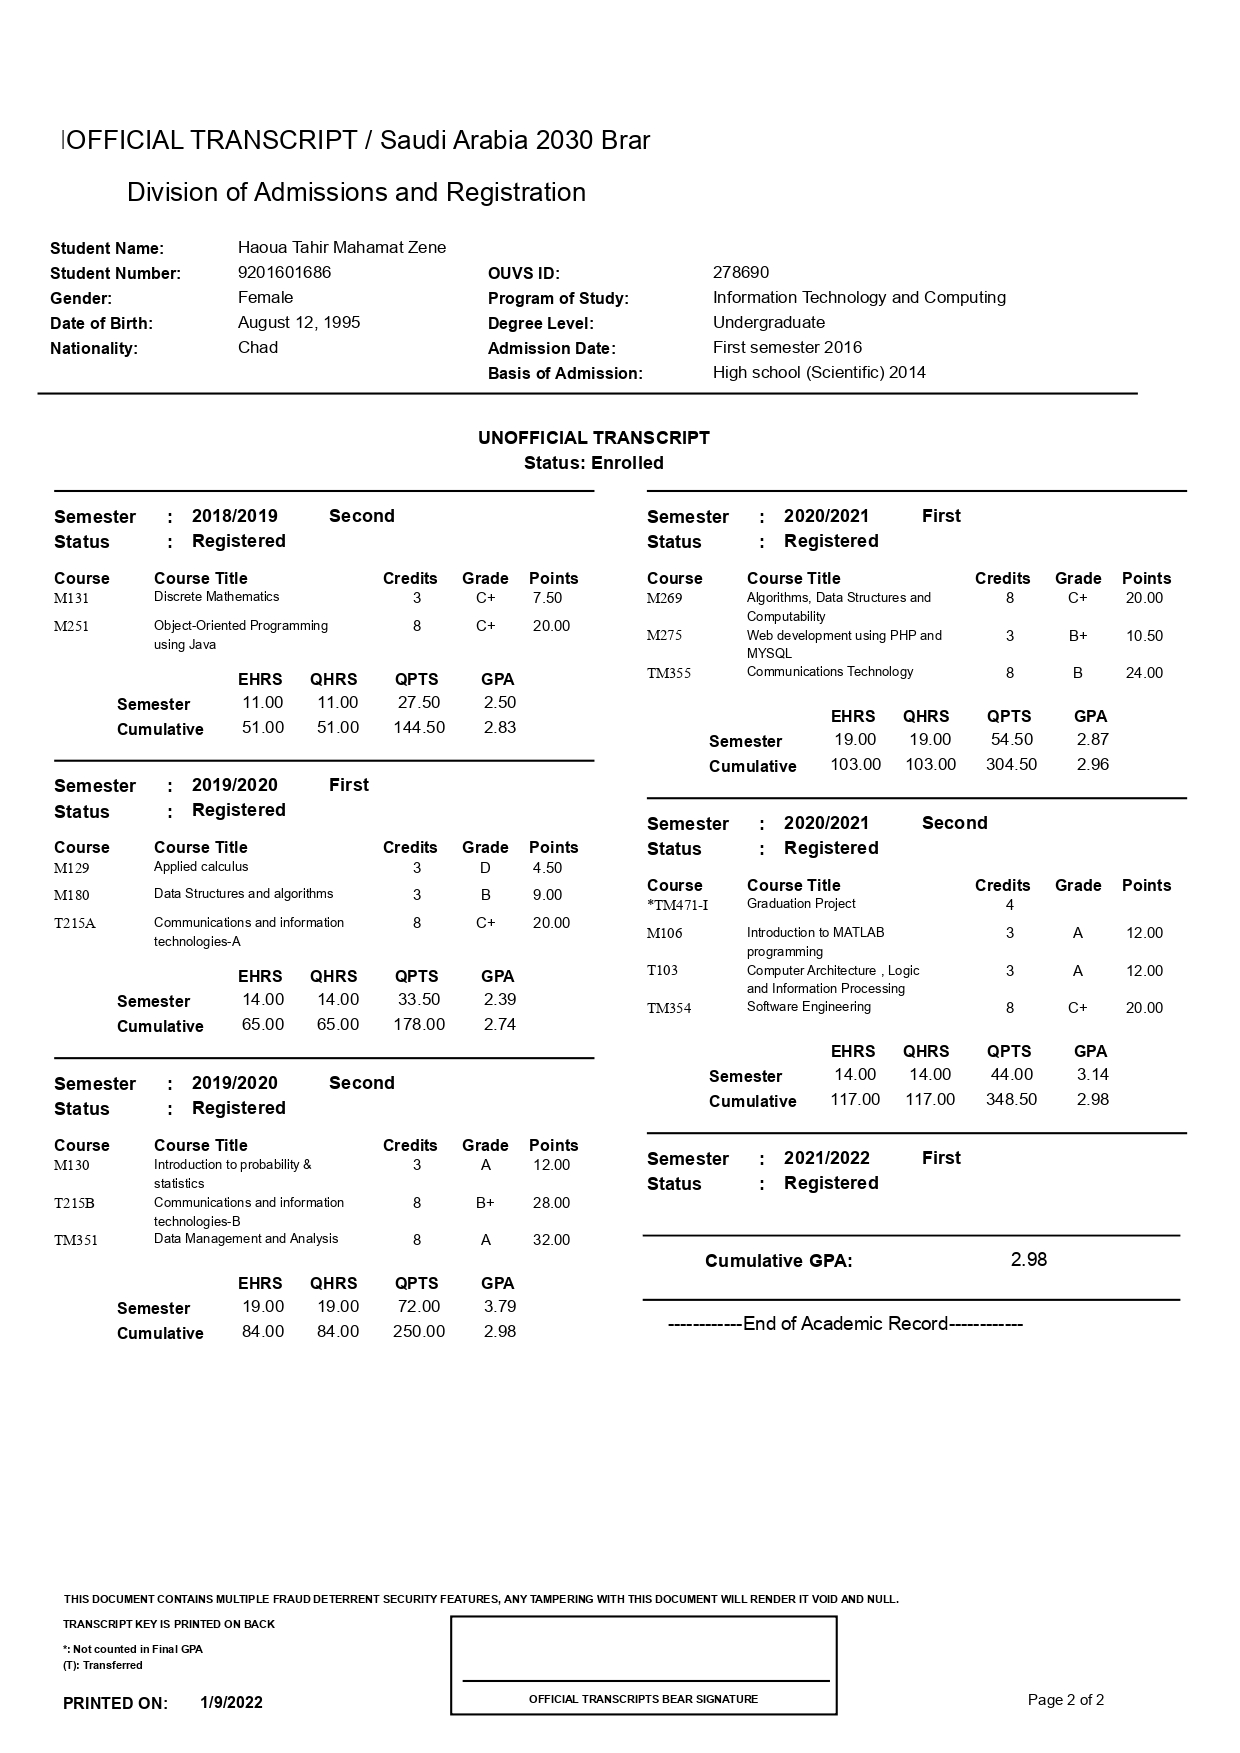 OFFICIAL TRANSCRIPT / Saudi Arabia 2030 Brar
Division of Admissions and Registration
Student Name: Haoua Tahir Mahamat Zene
Student Number: 9201601686 OUVS ID: 278690
Gender: Female Program of Study: Information Technology and Computing
Date of Birth: August 12, 1995 Degree Level: Undergraduate
Nationality: Chad Admission Date: First semester 2016
Basis of Admission: High school (Scientific) 2014
UNOFFICIAL TRANSCRIPT
Status: Enrolled
Semester : 2018/2019 Second
Status : Registered
Course Course Title Credits Grade Points
M131 Discrete Mathematics 3 C+ 7.50
M251 Object-Oriented Programming 8 C+ 20.00
using Java
EHRS QHRS QPTS GPA
Semester 11.00 11.00 27.50 2.50
Cumulative 51.00 51.00 144.50 2.83
Semester : 2019/2020 First
Status : Registered
Course Course Title Credits Grade Points
M129 Applied calculus 3 D 4.50
M180 Data Structures and algorithms 3 B 9.00
T215A Communications and information 8 C+ 20.00
technologies-A
EHRS QHRS QPTS GPA
Semester 14.00 14.00 33.50 2.39
Cumulative 65.00 65.00 178.00 2.74
Semester : 2019/2020 Second
Status : Registered
Course Course Title Credits Grade Points
M130 Introduction to probability & 3 A 12.00
statistics
T215B Communications and information 8 B+ 28.00
technologies-B
TM351 Data Management and Analysis 8 A 32.00
EHRS QHRS QPTS GPA
Semester 19.00 19.00 72.00 3.79
Cumulative 84.00 84.00 250.00 2.98
Semester : 2020/2021 First
Status : Registered
Course Course Title Credits Grade Points
M269 Algorithms, Data Structures and 8 C+ 20.00
Computability
M275 Web development using PHP and 3 B+ 10.50
MYSQL
TM355 Communications Technology 8 B 24.00
EHRS QHRS QPTS GPA
Semester 19.00 19.00 54.50 2.87
Cumulative 103.00 103.00 304.50 2.96
Semester : 2020/2021 Second
Status : Registered
Course Course Title Credits Grade Points
*TM471-I Graduation Project 4
M106 Introduction to MATLAB 3 A 12.00
programming
T103 Computer Architecture , Logic 3 A 12.00
and Information Processing
TM354 Software Engineering 8 C+ 20.00
EHRS QHRS QPTS GPA
Semester 14.00 14.00 44.00 3.14
Cumulative 117.00 117.00 348.50 2.98
Semester : 2021/2022 First
Status : Registered
Cumulative GPA: 2.98
------------End of Academic Record------------
THIS DOCUMENT CONTAINS MULTIPLE FRAUD DETERRENT SECURITY FEATURES, ANY TAMPERING WITH THIS DOCUMENT WILL RENDER IT VOID AND NULL.
TRANSCRIPT KEY IS PRINTED ON BACK
*: Not counted in Final GPA
(T): Transferred
PRINTED ON: 1/9/2022
OFFICIAL TRANSCRIPTS BEAR SIGNATURE
Page 2 of 2